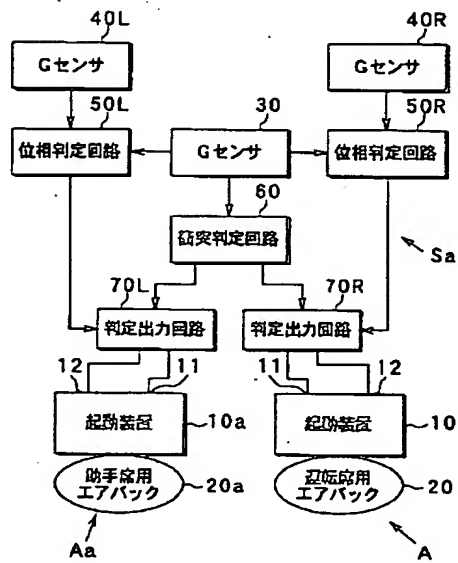 40L
40R
Gセンサ
Gセンサ
50L
30
50R
位相判定回路
Gセンサ
位相判定回路
60
衝突判定回路
Sa
70L
70R
判定出力回路
判定出力回路
12
11
11
12
起動装置
10a
起動装置
10
助手席用
エアバック
20a
運転席用
エアバック
20
Aa
A